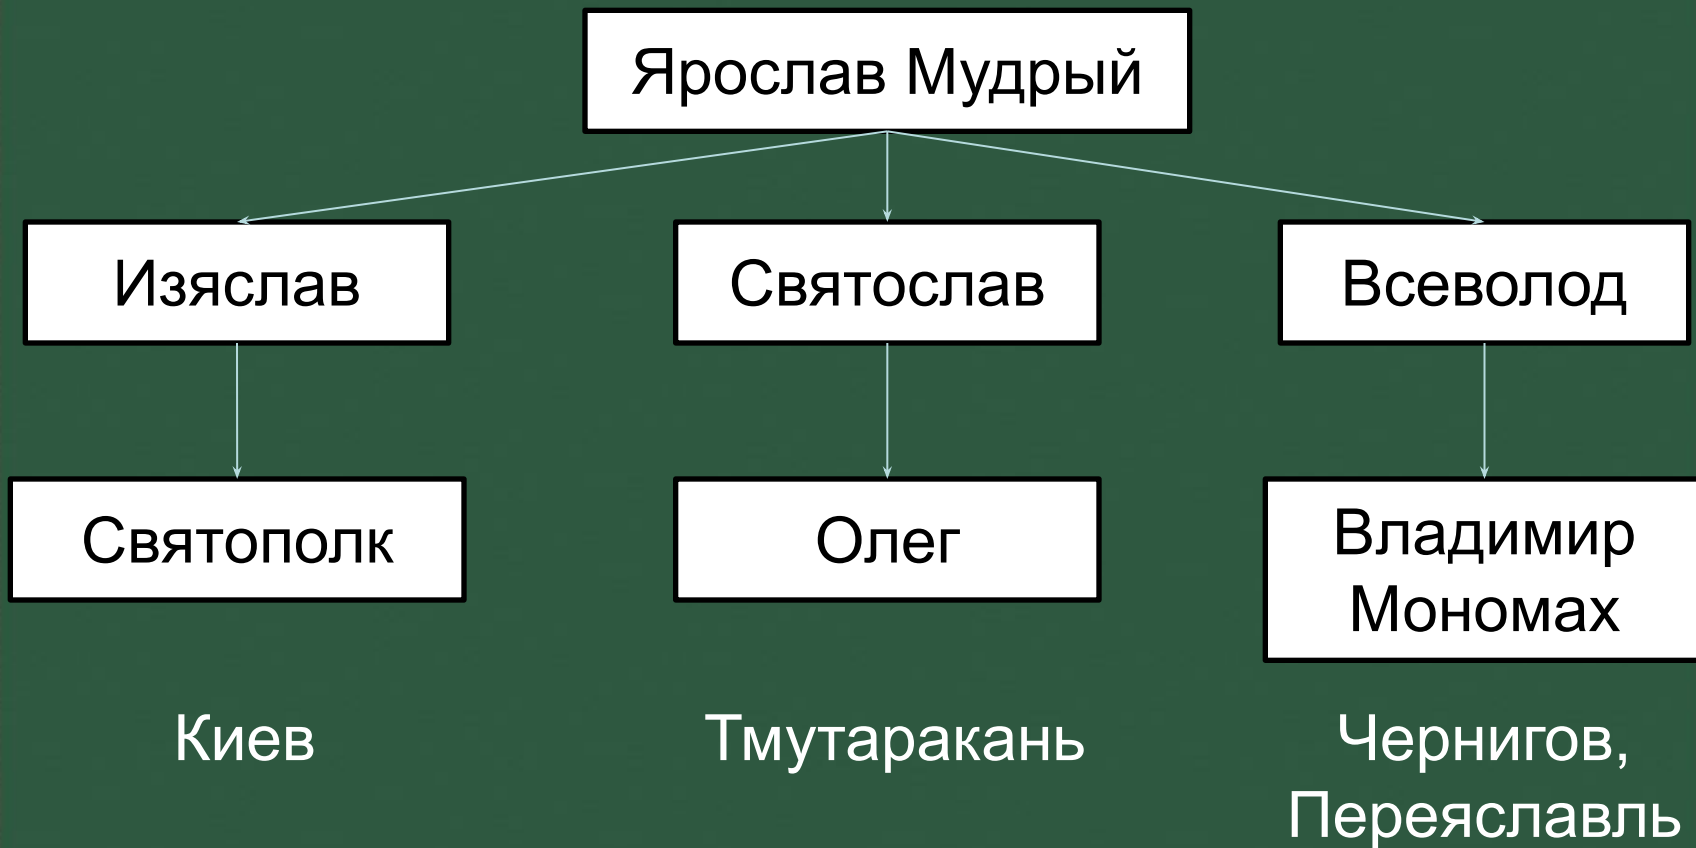 Ярослав Мудрый
Изяслав
Святослав
Всеволод
Святополк
Олег
Владимир
Мономах
Киев
Тмутаракань
Чернигов,
Переяславль